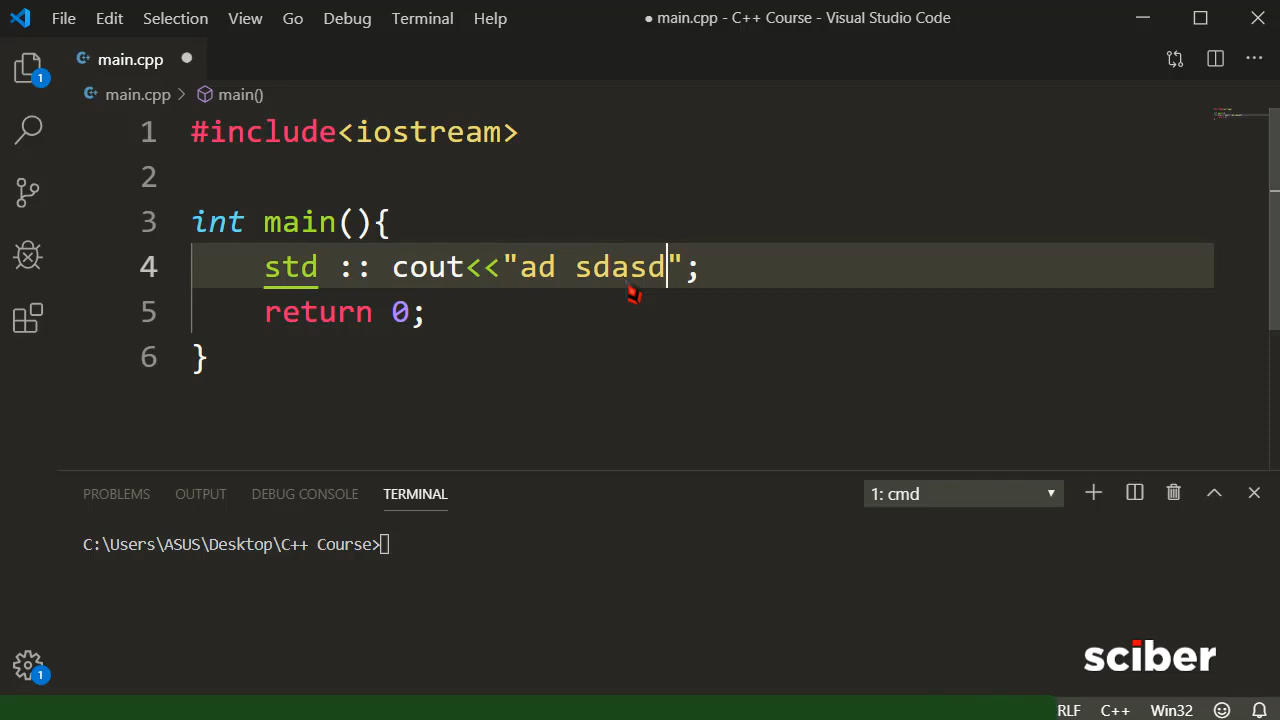 File Edit Selection View Go Debug Terminal Help ● main.cpp - C++ Course - Visual Studio Code
main.cpp
main.cpp > main()
1 #include<iostream>
2
3 int main(){
4 std :: cout<<"ad sdasd";
5 return 0;
6 }
PROBLEMS OUTPUT DEBUG CONSOLE TERMINAL 1: cmd
C:\Users\ASUS\Desktop\C++ Course>
1
1
sciber
RLF C++ Win32